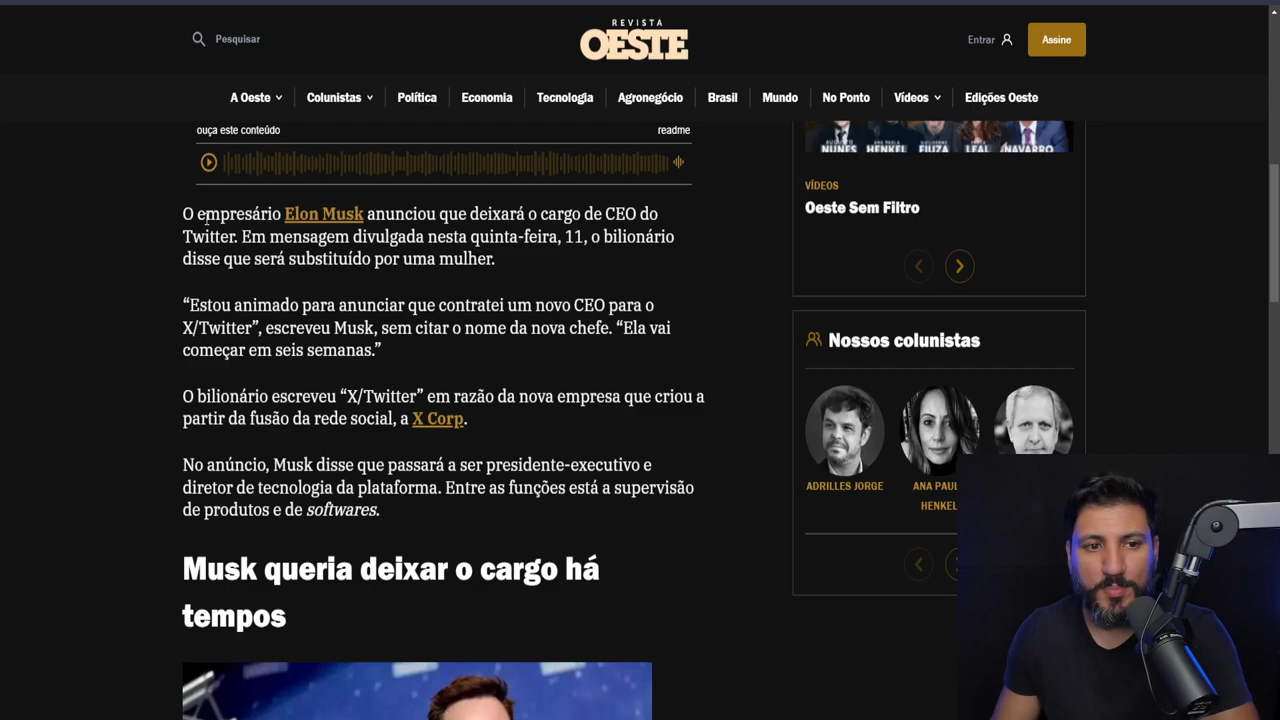 REVISTA
OESTE
Pesquisar
Entrar
Assine
A Oeste
Colunistas
Política
Economia
Tecnologia
Agronegócio
Brasil
Mundo
No Ponto
Vídeos
Edições Oeste
ouça este conteúdo
readme
O empresário Elon Musk anunciou que deixará o cargo de CEO do
Twitter. Em mensagem divulgada nesta quinta-feira, 11, o bilionário
disse que será substituído por uma mulher.
“Estou animado para anunciar que contratei um novo CEO para o
X/Twitter”, escreveu Musk, sem citar o nome da nova chefe. “Ela vai
começar em seis semanas.”
O bilionário escreveu “X/Twitter” em razão da nova empresa que criou a
partir da fusão da rede social, a X Corp.
No anúncio, Musk disse que passará a ser presidente-executivo e
diretor de tecnologia da plataforma. Entre as funções está a supervisão
de produtos e de softwares.
Musk queria deixar o cargo há
tempos
AUGUSTO
NUNES
ANA PAULA
HENKEL
GUILHERME
FIUZA
LEAL
NAVARRO
VÍDEOS
Oeste Sem Filtro
Nossos colunistas
ADRILLES JORGE
ANA PAU
HENKEL